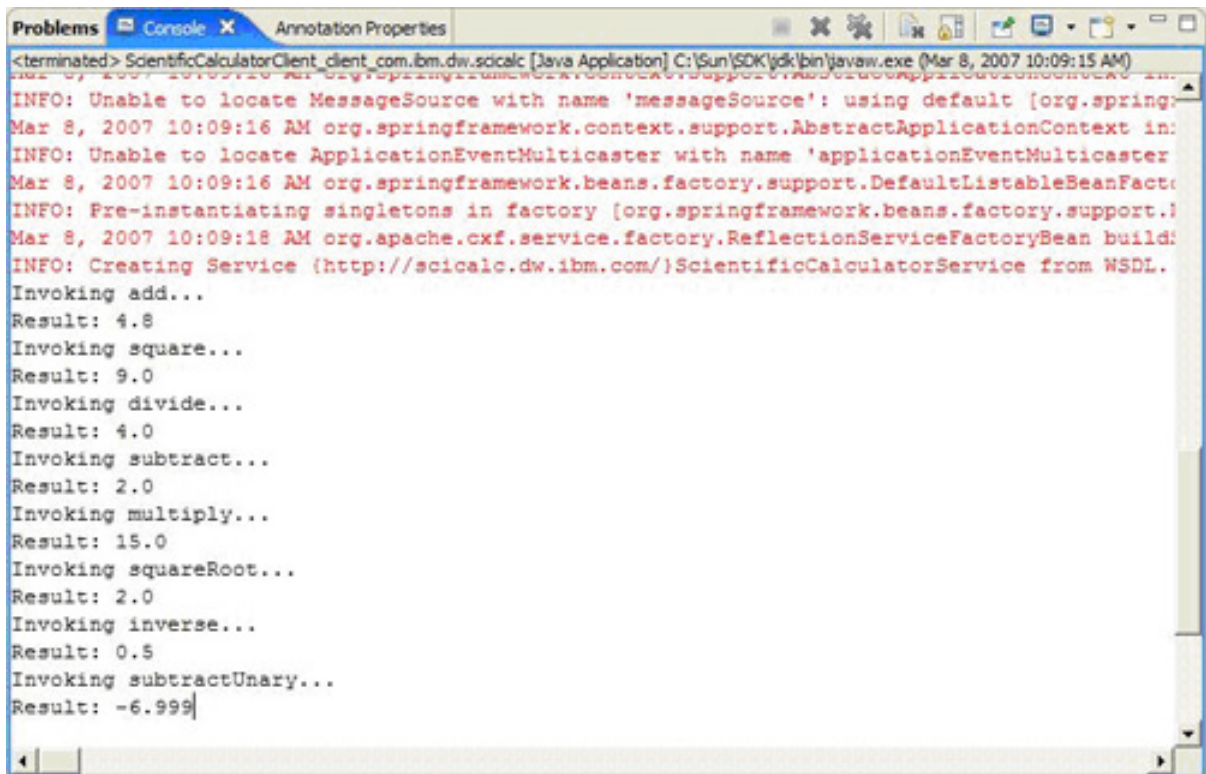 Problems Console X Annotation Properties
<terminated> ScientificCalculatorClient_client_com.ibm.dw.scicalc [Java Application] C:\Sun\SDK\jdk\bin\javaw.exe (Mar 8, 2007 10:09:15 AM)
INFO: Unable to locate MessageSource with name 'messageSource': using default [org.spring
Mar 8, 2007 10:09:16 AM org.springframework.context.support.AbstractApplicationContext in
INFO: Unable to locate ApplicationEventMulticaster with name 'applicationEventMulticaster
Mar 8, 2007 10:09:16 AM org.springframework.beans.factory.support.DefaultListableBeanFact
INFO: Pre-instantiating singletons in factory [org.springframework.beans.factory.support.
Mar 8, 2007 10:09:18 AM org.apache.cxf.service.factory.ReflectionServiceFactoryBean build
INFO: Creating Service {http://scicalc.dw.ibm.com/}ScientificCalculatorService from WSDL.
Invoking add...
Result: 4.8
Invoking square...
Result: 9.0
Invoking divide...
Result: 4.0
Invoking subtract...
Result: 2.0
Invoking multiply...
Result: 15.0
Invoking squareRoot...
Result: 2.0
Invoking inverse...
Result: 0.5
Invoking subtractUnary...
Result: -6.999